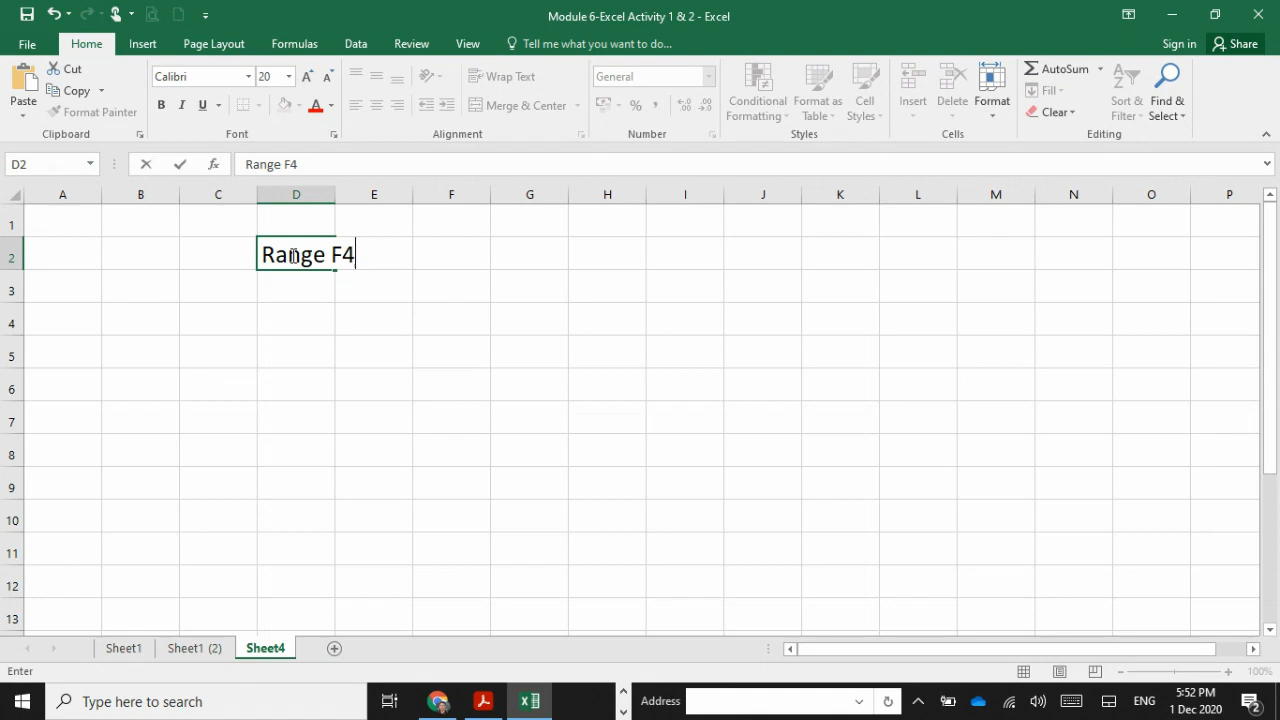 Module 6-Excel Activity 1 & 2 - Excel
File Home Insert Page Layout Formulas Data Review View Tell me what you want to do... Sign in Share
Paste
Cut
Copy
Format Painter
Clipboard
Calibri 20
B I U
Font
Wrap Text
Merge & Center
Alignment
General
%
Number
Conditional Formatting
Format as Table
Cell Styles
Styles
Insert
Delete
Format
Cells
AutoSum
Fill
Clear
Sort & Filter
Find & Select
Editing
D2 fx Range F4
A B C D E F G H I J K L M N O P
1
2 Range F4
3
4
5
6
7
8
9
10
11
12
13
Sheet1 Sheet1 (2) Sheet4
Enter 100%
Type here to search Address ENG 5:52 PM
1 Dec 2020 2